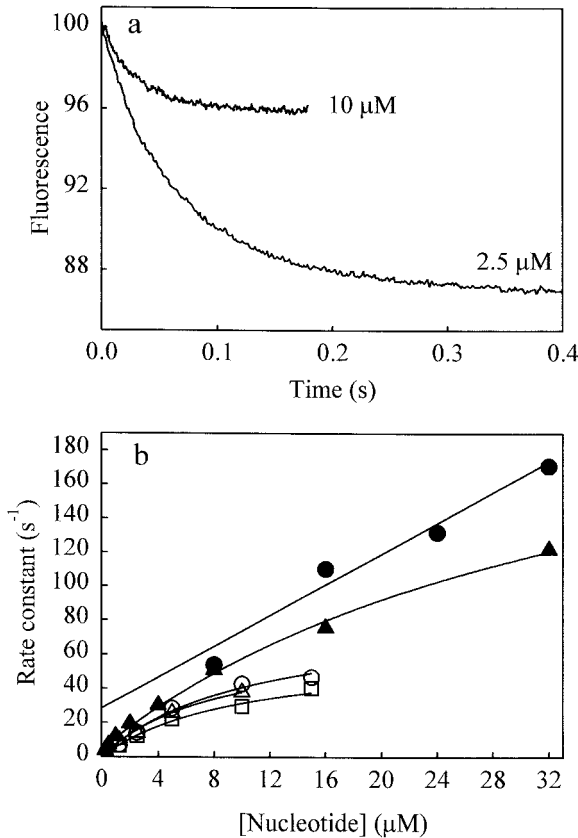 a
100
96
92
88
Fluorescence
10 μM
2.5 μM
0.0 0.1 0.2 0.3 0.4
Time (s)
b
180
160
140
120
100
80
60
40
20
0
Rate constant (s⁻¹)
0 4 8 12 16 20 24 28 32
[Nucleotide] (μM)